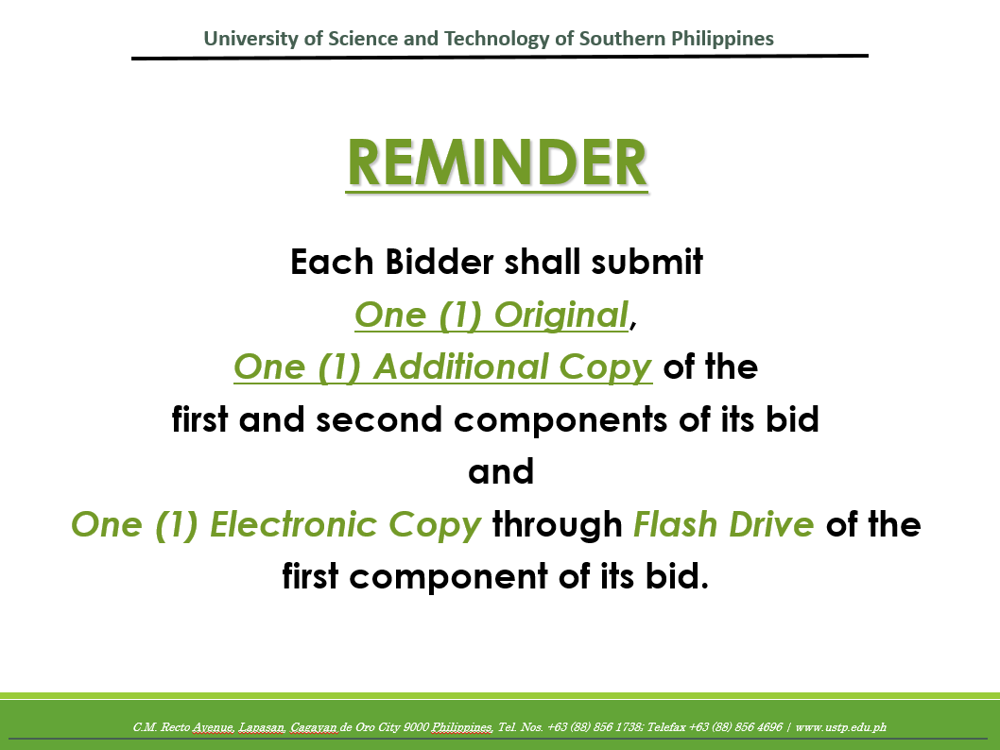 University of Science and Technology of Southern Philippines
REMINDER
Each Bidder shall submit
One (1) Original,
One (1) Additional Copy of the
first and second components of its bid
and
One (1) Electronic Copy through Flash Drive of the
first component of its bid.
C.M. Recto Avenue, Lapasan, Cagayan de Oro City 9000 Philippines, Tel. Nos. +63 (88) 856 1738; Telefax +63 (88) 856 4696 | www.ustp.edu.ph